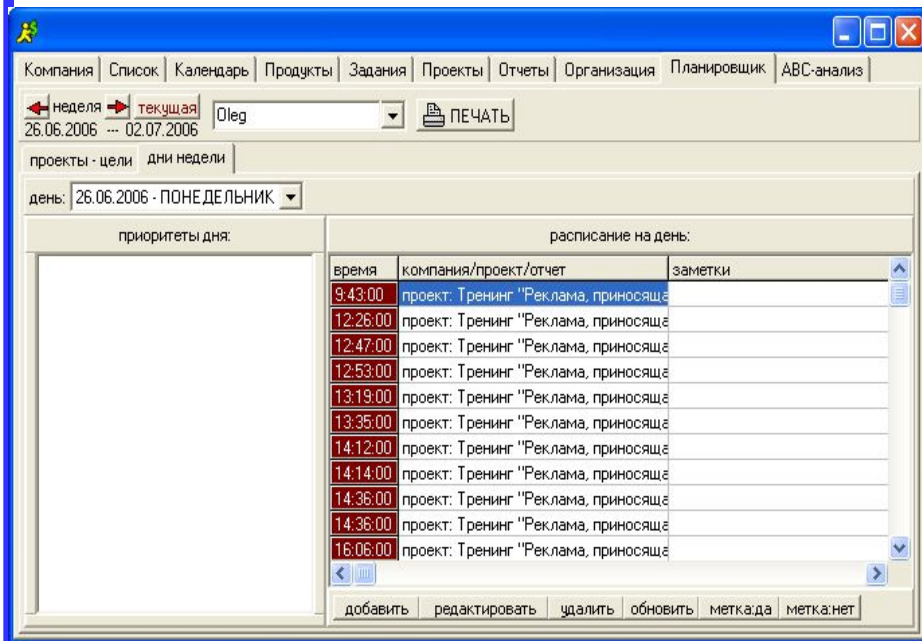 Компания Список Календарь Продукты Задания Проекты Отчеты Организация Планировщик АВС-анализ
неделя текущая Oleg ПЕЧАТЬ
26.06.2006 --- 02.07.2006
проекты - цели дни недели
день: 26.06.2006 - ПОНЕДЕЛЬНИК
приоритеты дня: расписание на день:
время компания/проект/отчет заметки
9:43:00 проект: Тренинг "Реклама, приносяща
12:26:00 проект: Тренинг "Реклама, приносяща
12:47:00 проект: Тренинг "Реклама, приносяща
12:53:00 проект: Тренинг "Реклама, приносяща
13:19:00 проект: Тренинг "Реклама, приносяща
13:35:00 проект: Тренинг "Реклама, приносяща
14:12:00 проект: Тренинг "Реклама, приносяща
14:14:00 проект: Тренинг "Реклама, приносяща
14:36:00 проект: Тренинг "Реклама, приносяща
14:36:00 проект: Тренинг "Реклама, приносяща
16:06:00 проект: Тренинг "Реклама, приносяща
добавить редактировать удалить обновить метка:да метка:нет